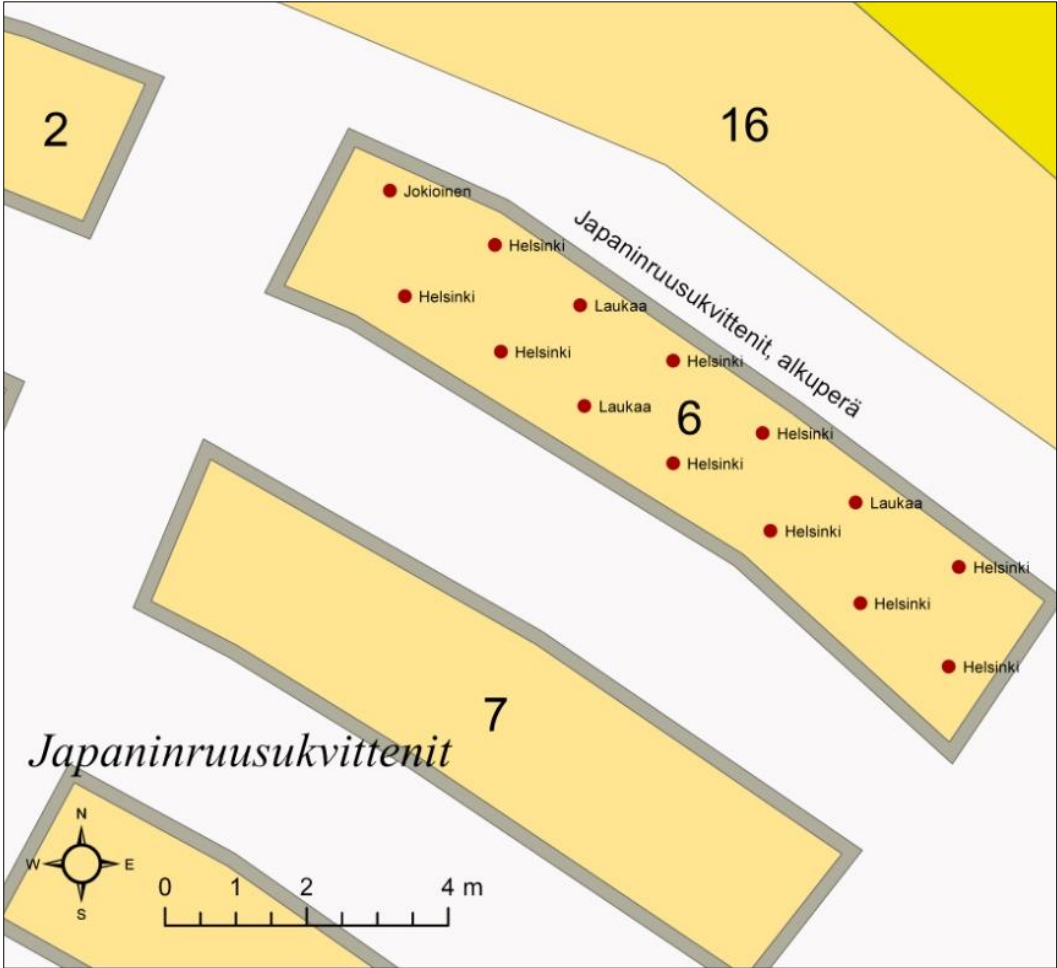 2
16
Jokioinen
Japaninruusukvittenit, alkuperä
Helsinki
Helsinki
Laukaa
Helsinki
Helsinki
Laukaa
6
Helsinki
Helsinki
Laukaa
Helsinki
Helsinki
Helsinki
Helsinki
7
Japaninruusukvittenit
N
W
E
S
0 1 2 4 m